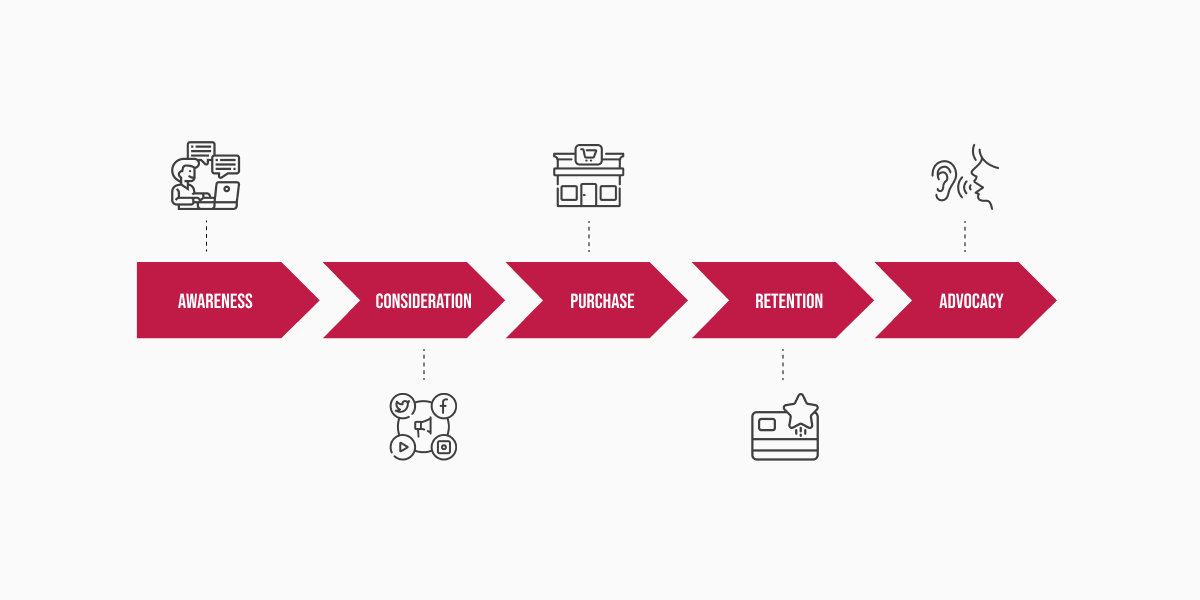 AWARENESS
CONSIDERATION
PURCHASE
RETENTION
ADVOCACY